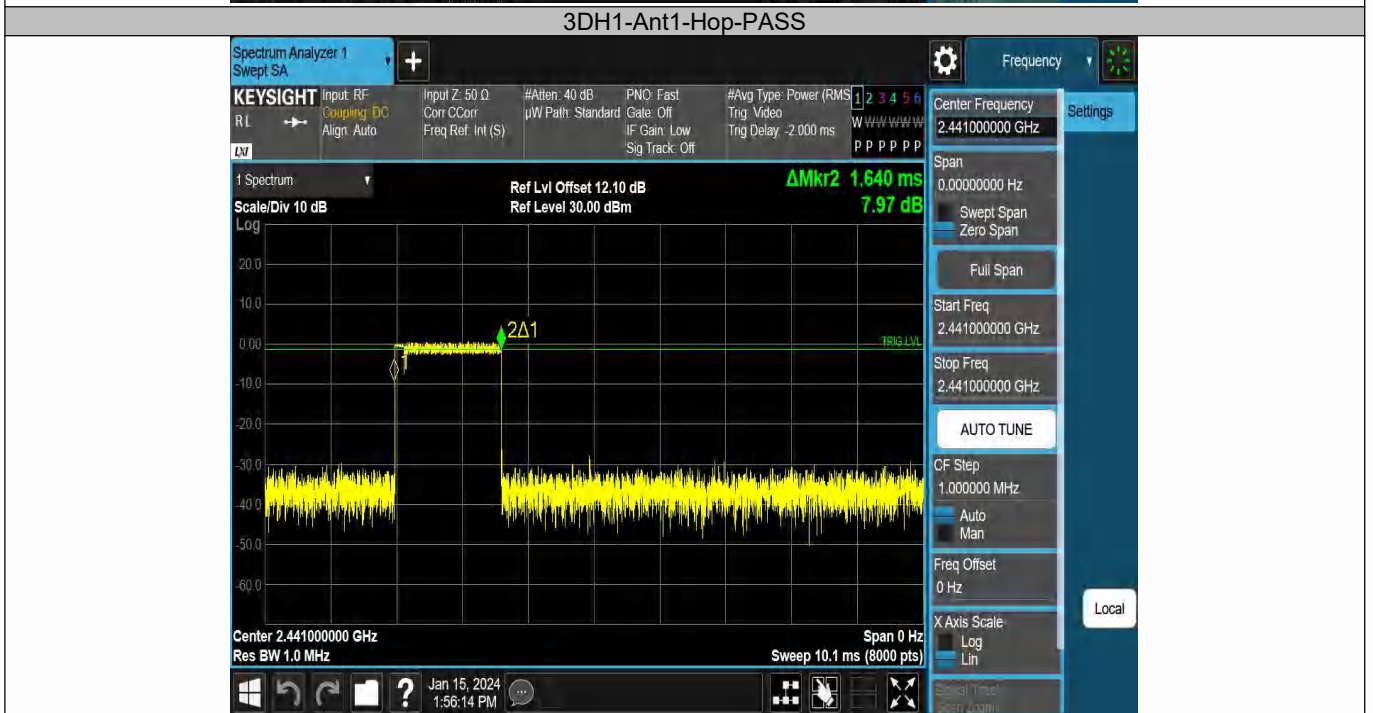 3DH1-Ant1-Hop-PASS
Spectrum Analyzer 1
Swept SA
Frequency
KEYSIGHT
RL
LXI
Input: RF
Coupling: DC
Align: Auto
Input Z: 50 Ω
Corr CCorr
Freq Ref: Int (S)
#Atten: 40 dB
µW Path: Standard
PNO: Fast
Gate: Off
IF Gain: Low
Sig Track: Off
#Avg Type: Power (RMS
Trig: Video
Trig Delay: -2.000 ms
1 2 3 4 5 6
W W W W W W
P P P P P P
1 Spectrum
Scale/Div 10 dB
Log
Ref Lvl Offset 12.10 dB
Ref Level 30.00 dBm
ΔMkr2 1.640 ms
7.97 dB
20.0
10.0
0.00
-10.0
-20.0
-30.0
-40.0
-50.0
-60.0
2Δ1
TRIG LVL
Center 2.441000000 GHz
Res BW 1.0 MHz
Span 0 Hz
Sweep 10.1 ms (8000 pts)
Center Frequency
2.441000000 GHz
Settings
Span
0.00000000 Hz
Swept Span
Zero Span
Full Span
Start Freq
2.441000000 GHz
Stop Freq
2.441000000 GHz
AUTO TUNE
CF Step
1.000000 MHz
Auto
Man
Freq Offset
0 Hz
X Axis Scale
Log
Lin
Signal Track
(Span Zoom)
Local
?
Jan 15, 2024
1:56:14 PM